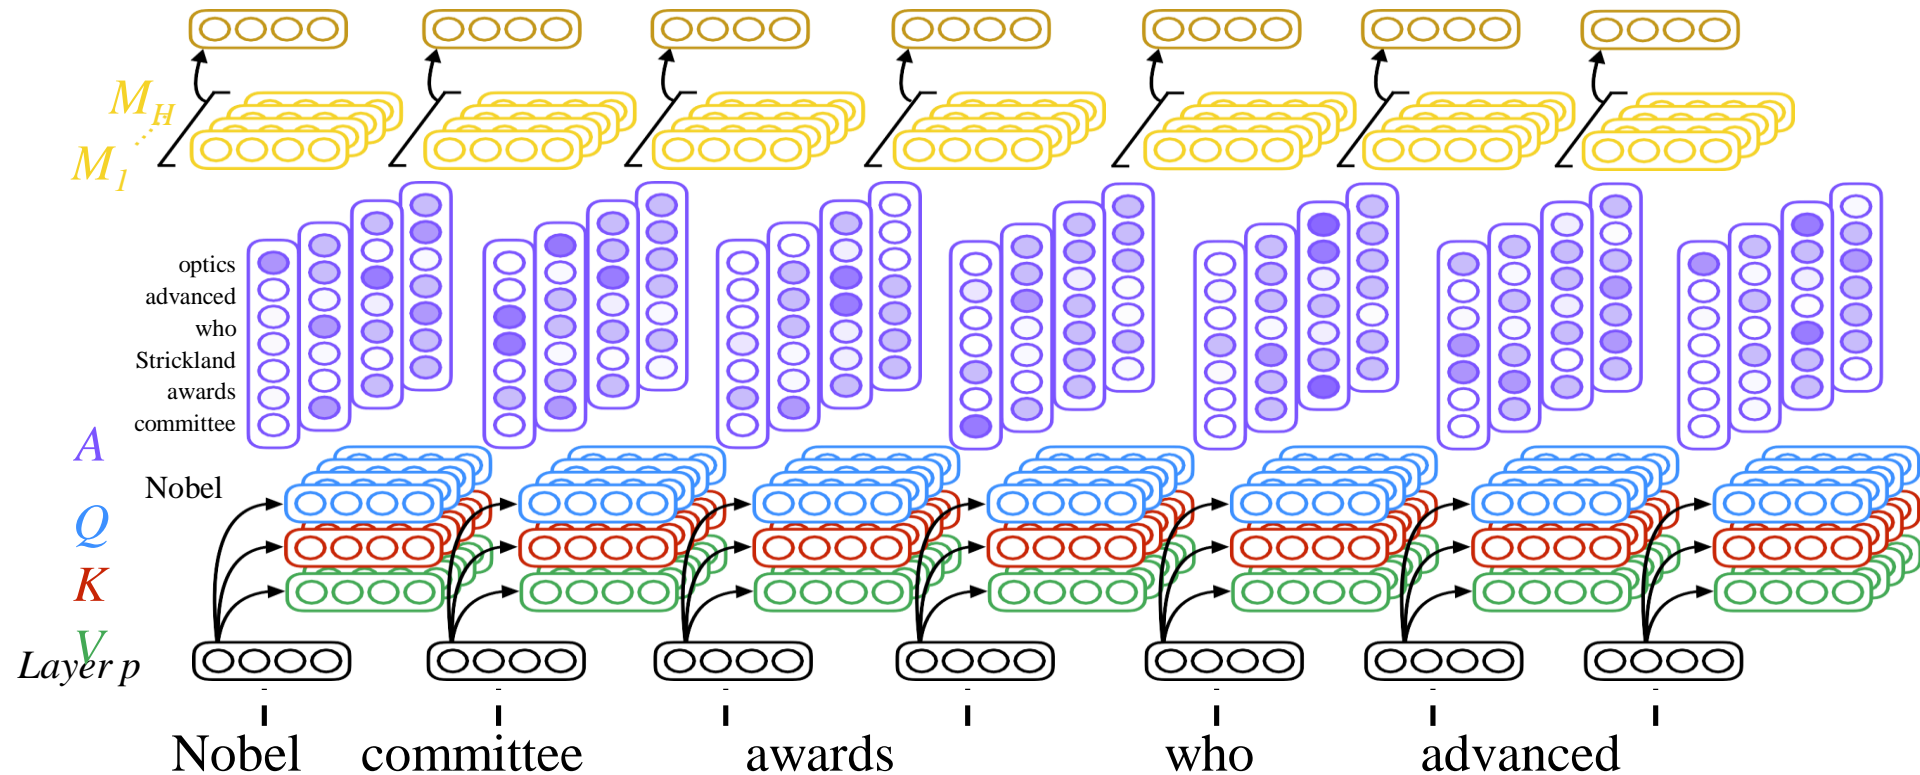 M_H
M_1
optics
advanced
who
Strickland
awards
committee
A
Nobel
Q
K
V
Layer p
Nobel committee awards who advanced